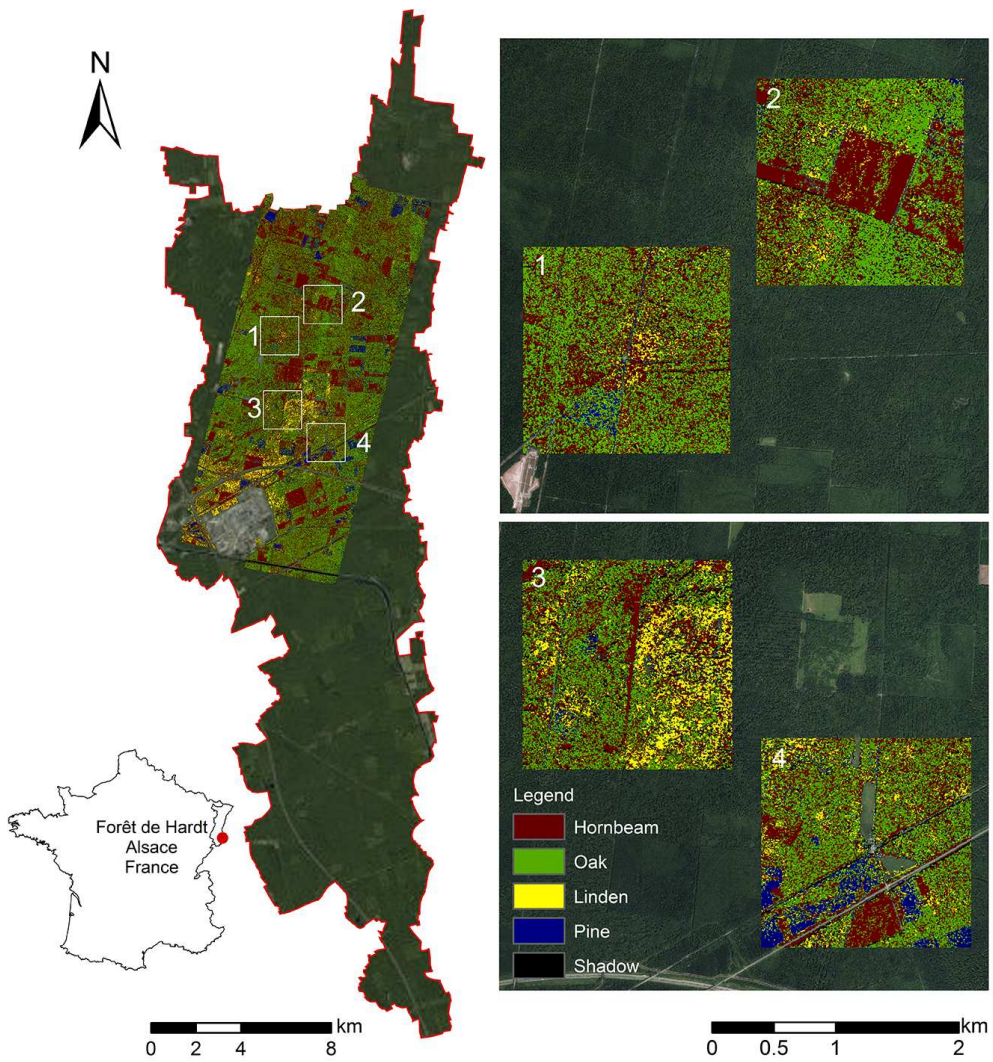 N
1
2
3
4
Forêt de Hardt
Alsace
France
km
0 2 4 8
2
1
3
4
Legend
Hornbeam
Oak
Linden
Pine
Shadow
km
0 0.5 1 2